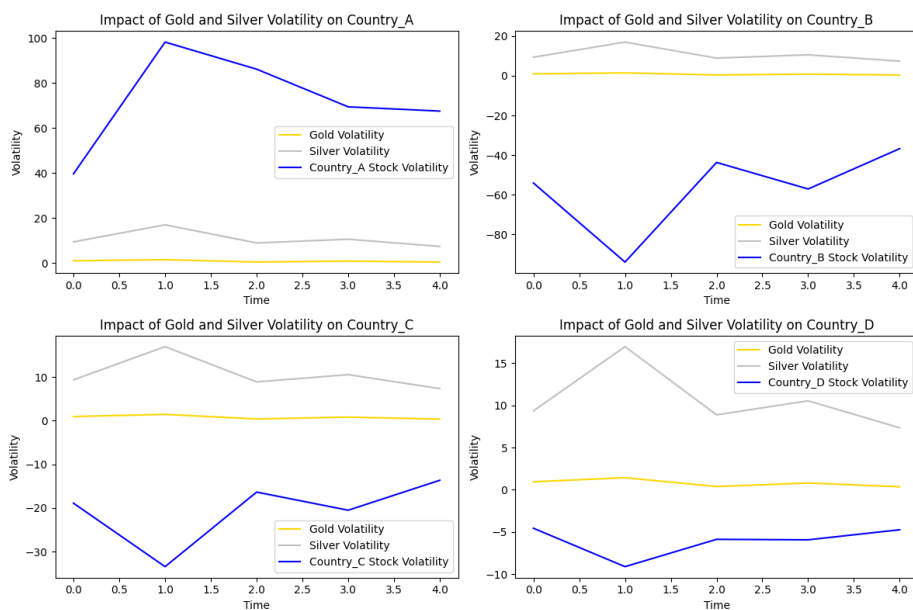 Impact of Gold and Silver Volatility on Country_A
Volatility
100
80
60
40
20
0
Gold Volatility
Silver Volatility
Country_A Stock Volatility
0.0 0.5 1.0 1.5 2.0 2.5 3.0 3.5 4.0
Time
Impact of Gold and Silver Volatility on Country_B
Volatility
20
0
−20
−40
−60
−80
Gold Volatility
Silver Volatility
Country_B Stock Volatility
0.0 0.5 1.0 1.5 2.0 2.5 3.0 3.5 4.0
Time
Impact of Gold and Silver Volatility on Country_C
Volatility
10
0
−10
−20
−30
Gold Volatility
Silver Volatility
Country_C Stock Volatility
0.0 0.5 1.0 1.5 2.0 2.5 3.0 3.5 4.0
Time
Impact of Gold and Silver Volatility on Country_D
Volatility
15
10
5
0
−5
−10
Gold Volatility
Silver Volatility
Country_D Stock Volatility
0.0 0.5 1.0 1.5 2.0 2.5 3.0 3.5 4.0
Time